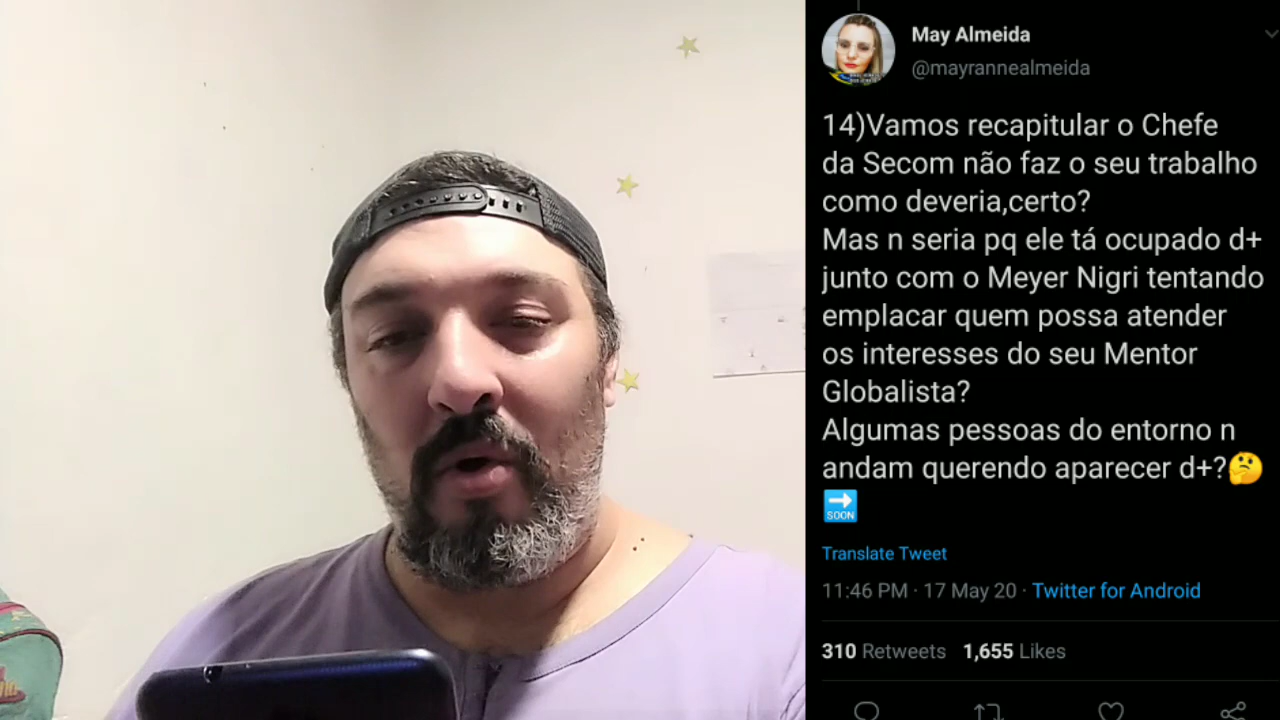 May Almeida
@mayrannealmeida
14)Vamos recapitular o Chefe
da Secom não faz o seu trabalho
como deveria,certo?
Mas n seria pq ele tá ocupado d+
junto com o Meyer Nigri tentando
emplacar quem possa atender
os interesses do seu Mentor
Globalista?
Algumas pessoas do entorno n
andam querendo aparecer d+?🤔
SOON
Translate Tweet
11:46 PM · 17 May 20 · Twitter for Android
310 Retweets 1,655 Likes